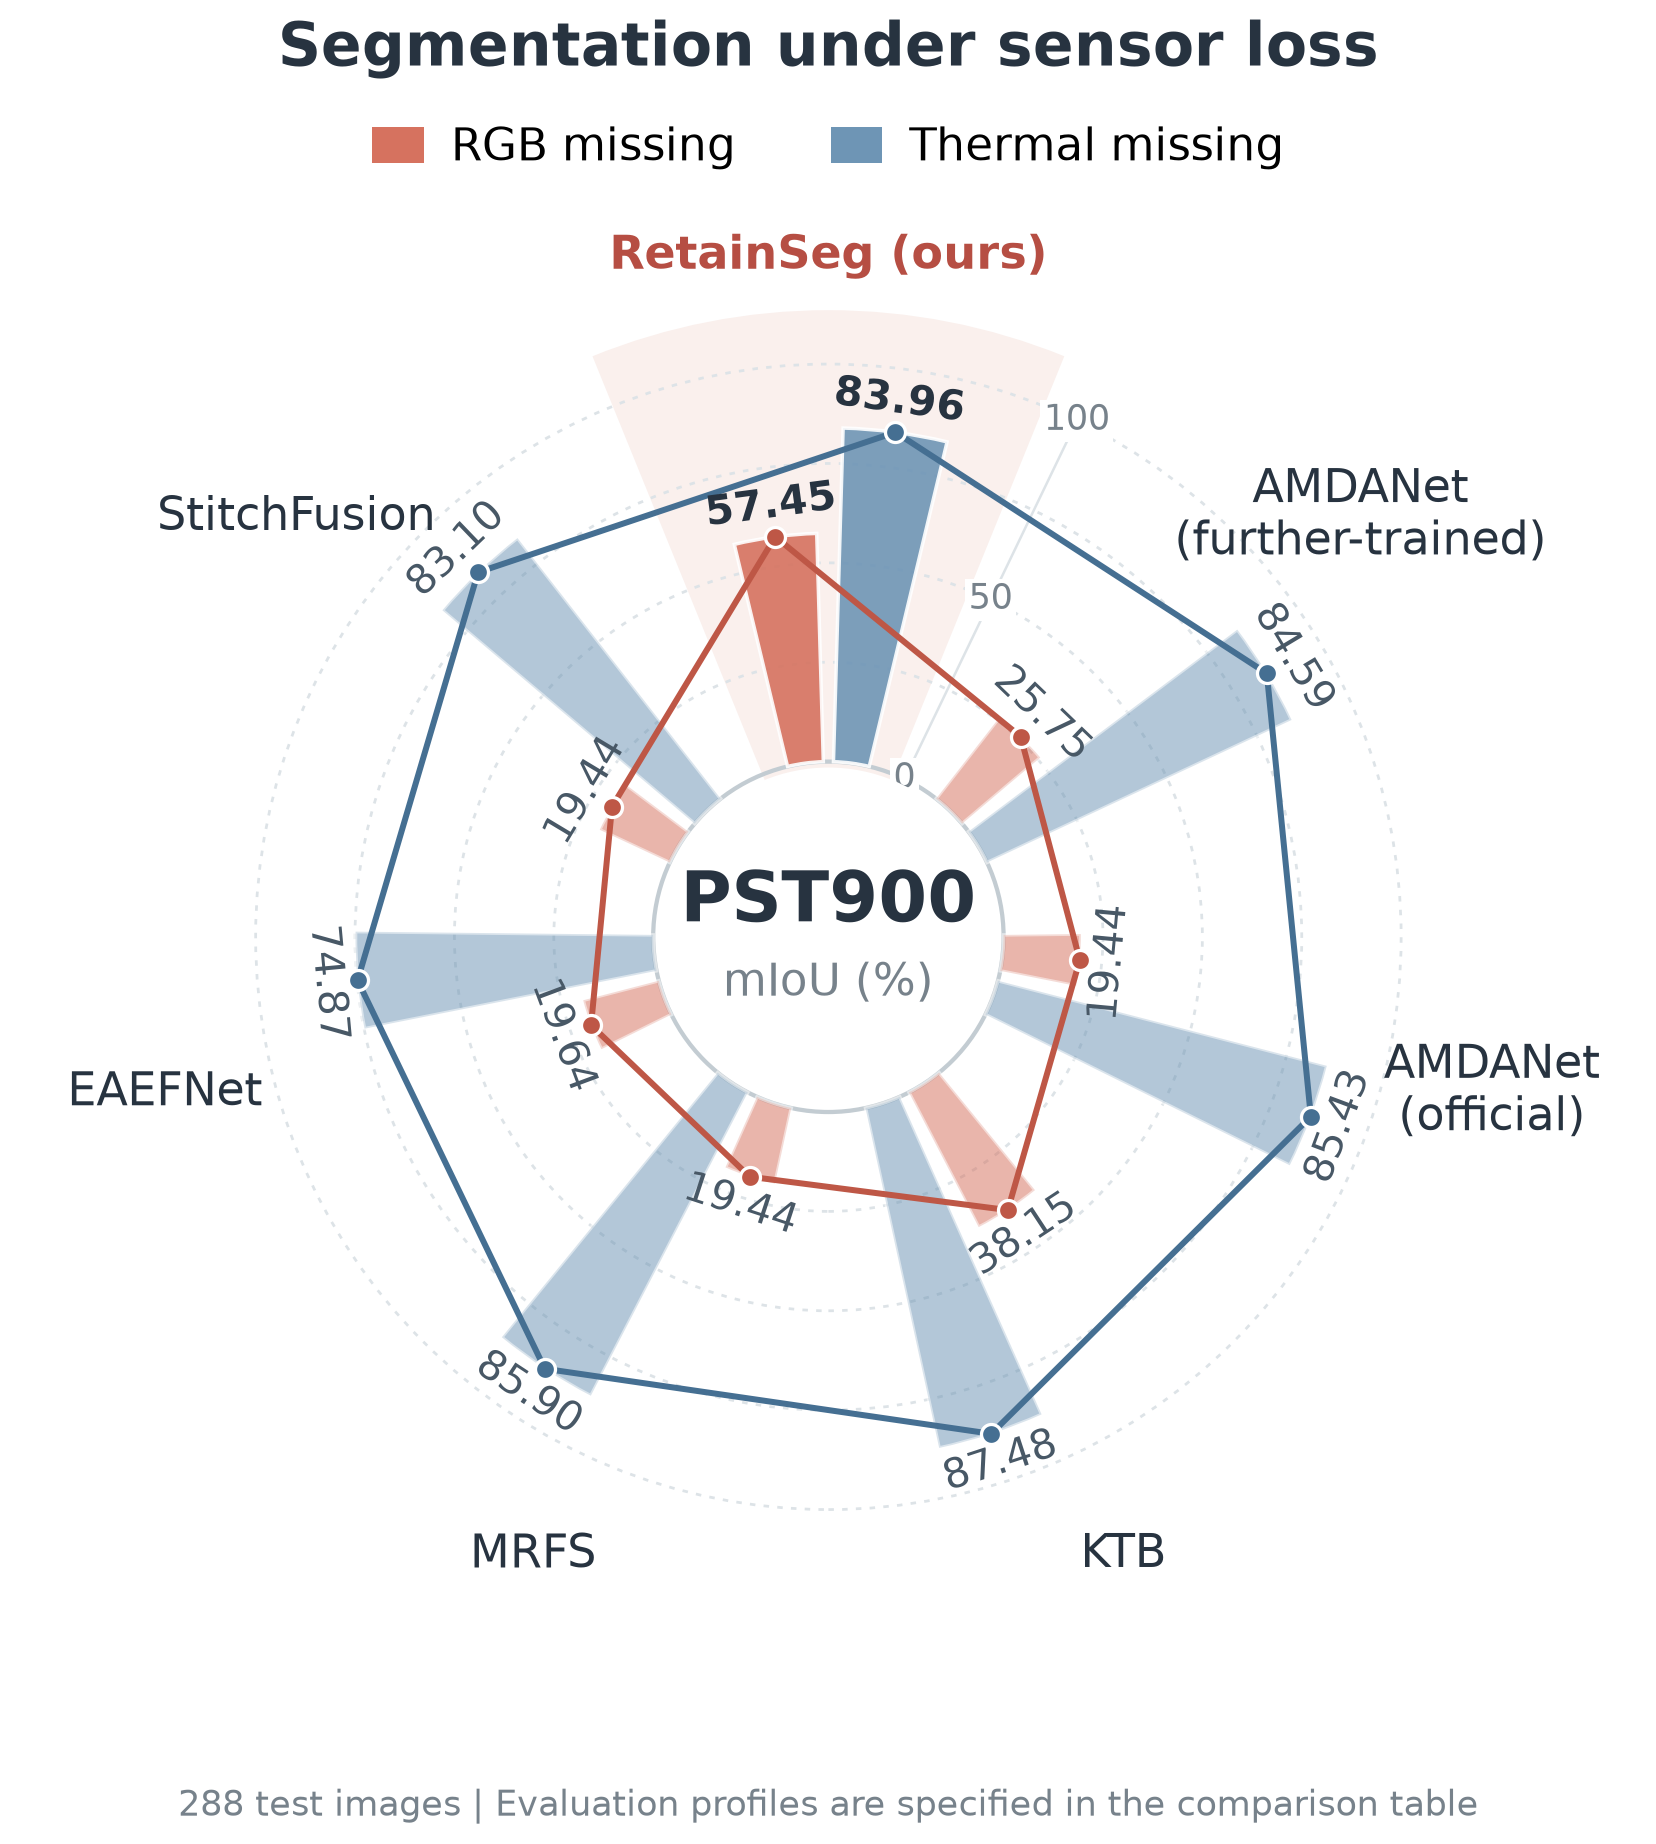 Segmentation under sensor loss
RGB missing
Thermal missing
RetainSeg (ours)
83.96
57.45
100
50
0
AMDANet
(further-trained)
84.59
25.75
StitchFusion
83.10
19.44
PST900
mIoU (%)
19.44
AMDANet
(official)
85.43
74.87
19.64
EAEFNet
19.44
38.15
85.90
87.48
MRFS
KTB
288 test images | Evaluation profiles are specified in the comparison table